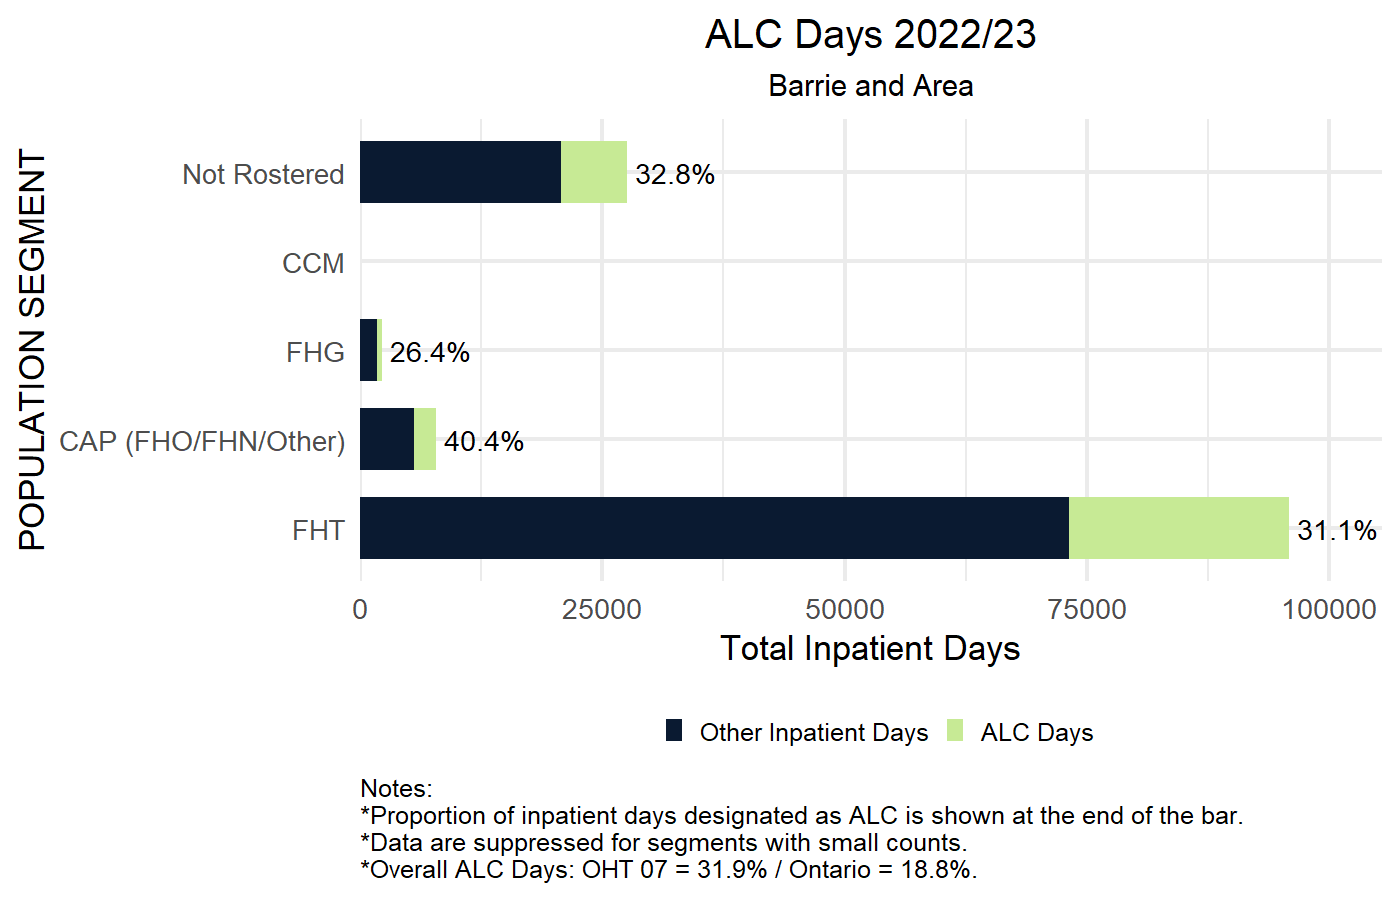 ALC Days 2022/23
Barrie and Area
POPULATION SEGMENT
Not Rostered
32.8%
CCM
FHG
26.4%
CAP (FHO/FHN/Other)
40.4%
FHT
31.1%
0
25000
50000
75000
100000
Total Inpatient Days
Other Inpatient Days
ALC Days
Notes:
*Proportion of inpatient days designated as ALC is shown at the end of the bar.
*Data are suppressed for segments with small counts.
*Overall ALC Days: OHT 07 = 31.9% / Ontario = 18.8%.